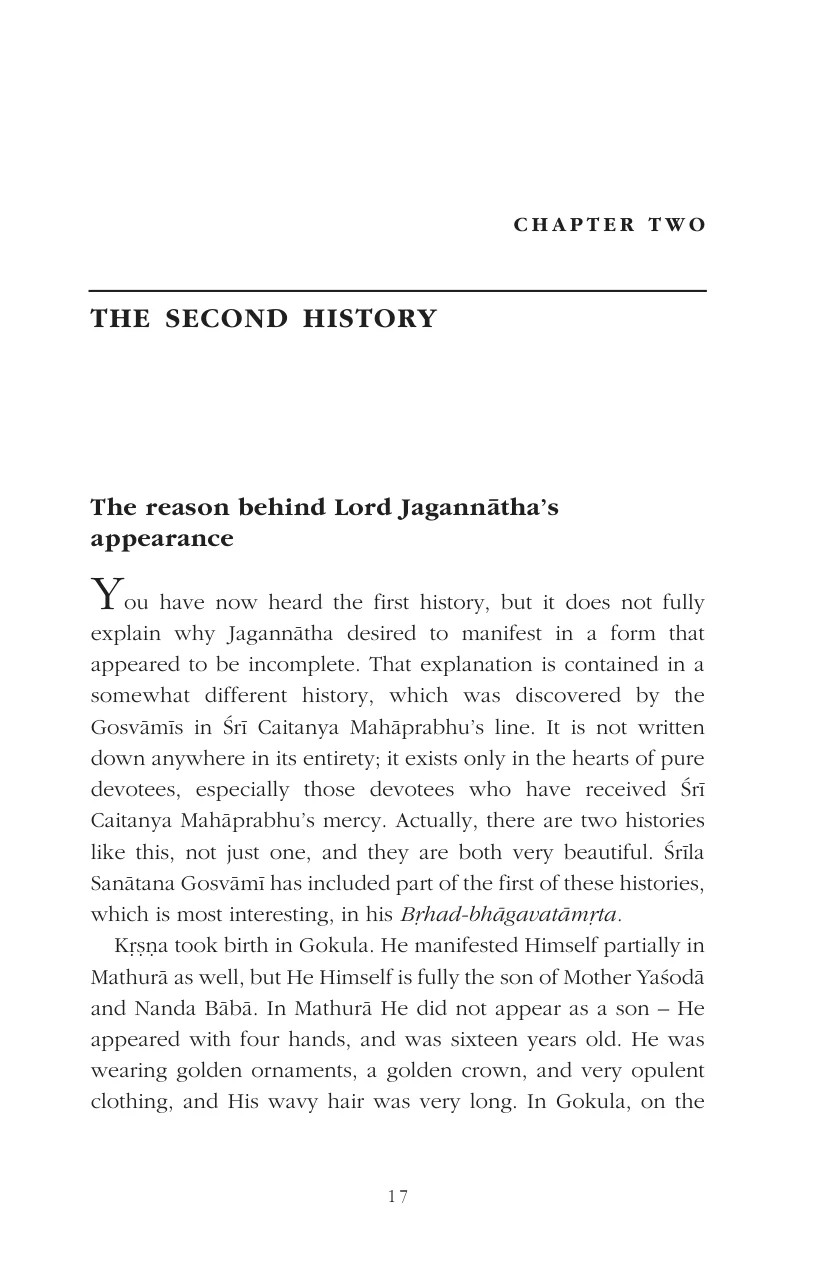 CHAPTER TWO
THE SECOND HISTORY
The reason behind Lord Jagannātha’s
appearance
You have now heard the first history, but it does not fully
explain why Jagannātha desired to manifest in a form that
appeared to be incomplete. That explanation is contained in a
somewhat different history, which was discovered by the
Gosvāmīs in Śrī Caitanya Mahāprabhu’s line. It is not written
down anywhere in its entirety; it exists only in the hearts of pure
devotees, especially those devotees who have received Śrī
Caitanya Mahāprabhu’s mercy. Actually, there are two histories
like this, not just one, and they are both very beautiful. Śrīla
Sanātana Gosvāmī has included part of the first of these histories,
which is most interesting, in his Bṛhad-bhāgavatāmṛta.
Kṛṣṇa took birth in Gokula. He manifested Himself partially in
Mathurā as well, but He Himself is fully the son of Mother Yaśodā
and Nanda Bābā. In Mathurā He did not appear as a son – He
appeared with four hands, and was sixteen years old. He was
wearing golden ornaments, a golden crown, and very opulent
clothing, and His wavy hair was very long. In Gokula, on the
17